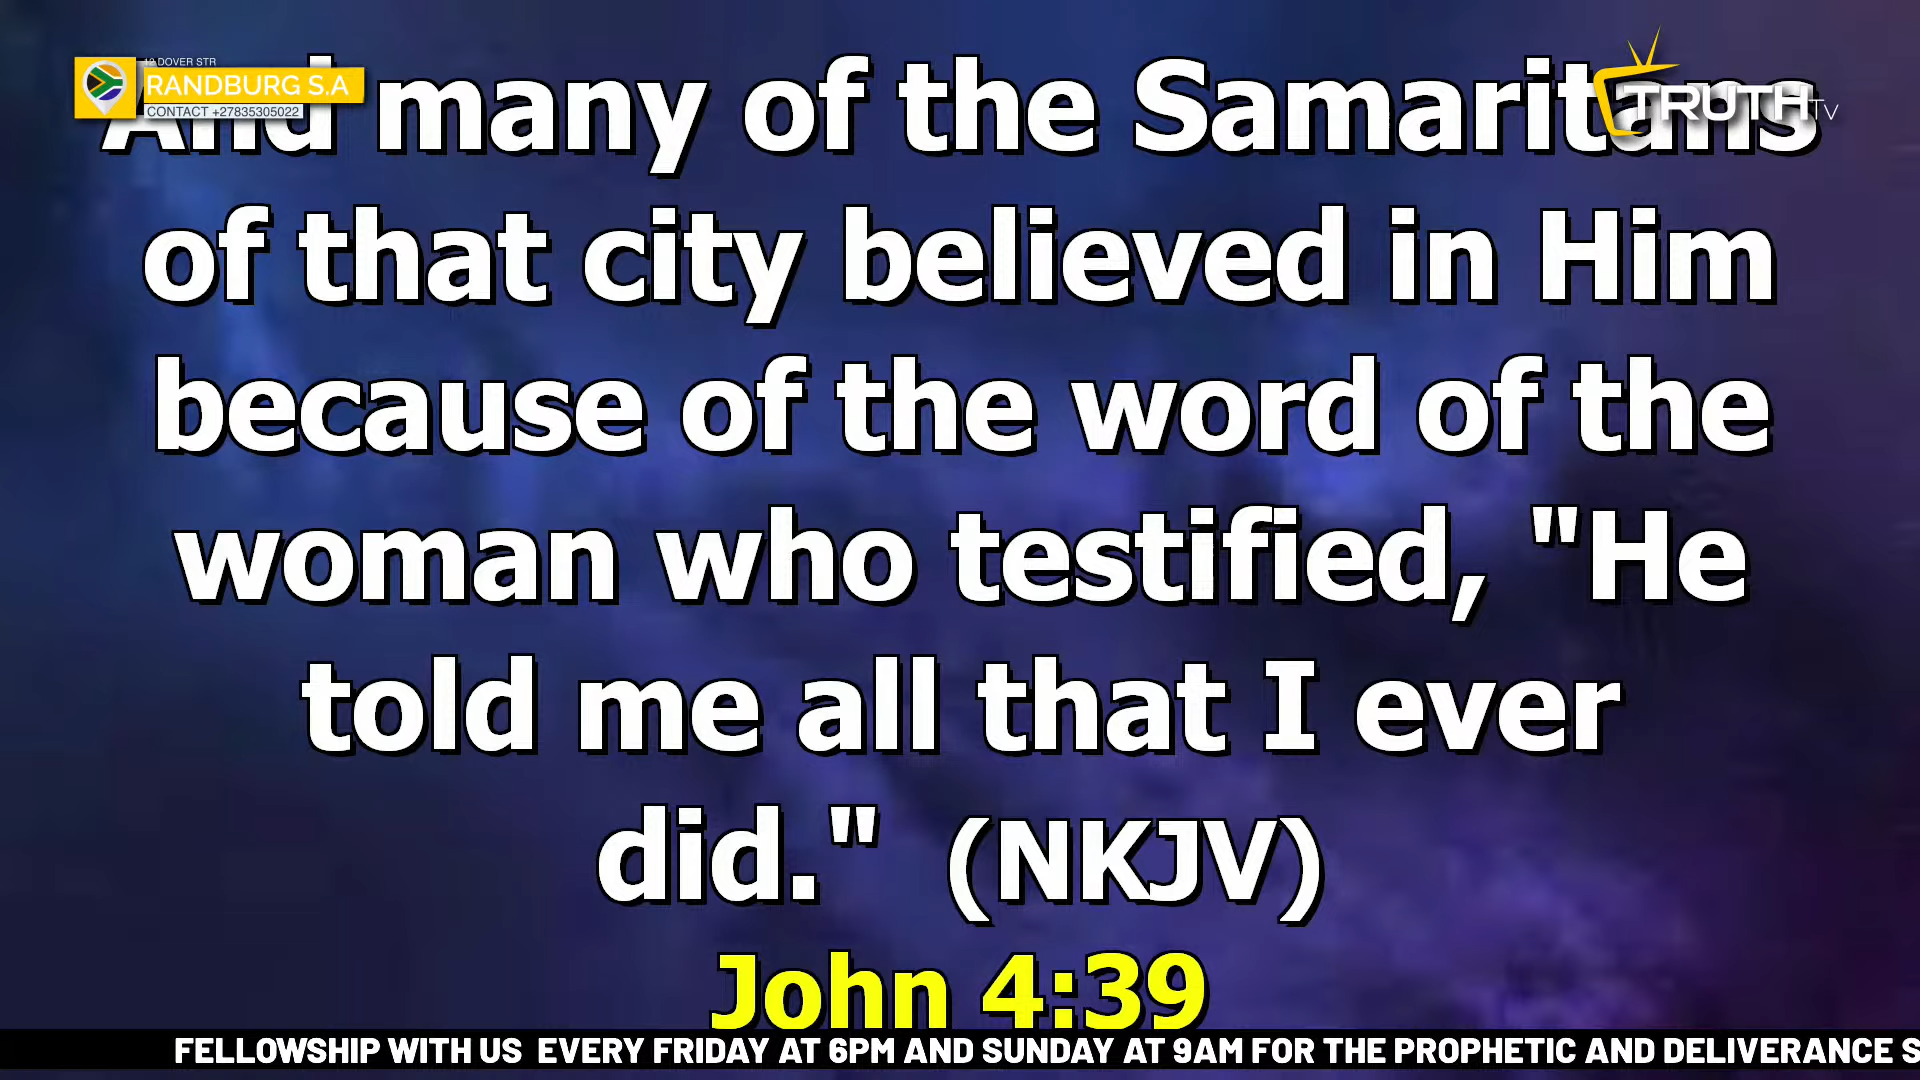 12 DOVER STR
RANDBURG S.A
CONTACT +27835305022
TRUTH TV
And many of the Samaritans
of that city believed in Him
because of the word of the
woman who testified, "He
told me all that I ever
did." (NKJV)
John 4:39
FELLOWSHIP WITH US EVERY FRIDAY AT 6PM AND SUNDAY AT 9AM FOR THE PROPHETIC AND DELIVERANCE S